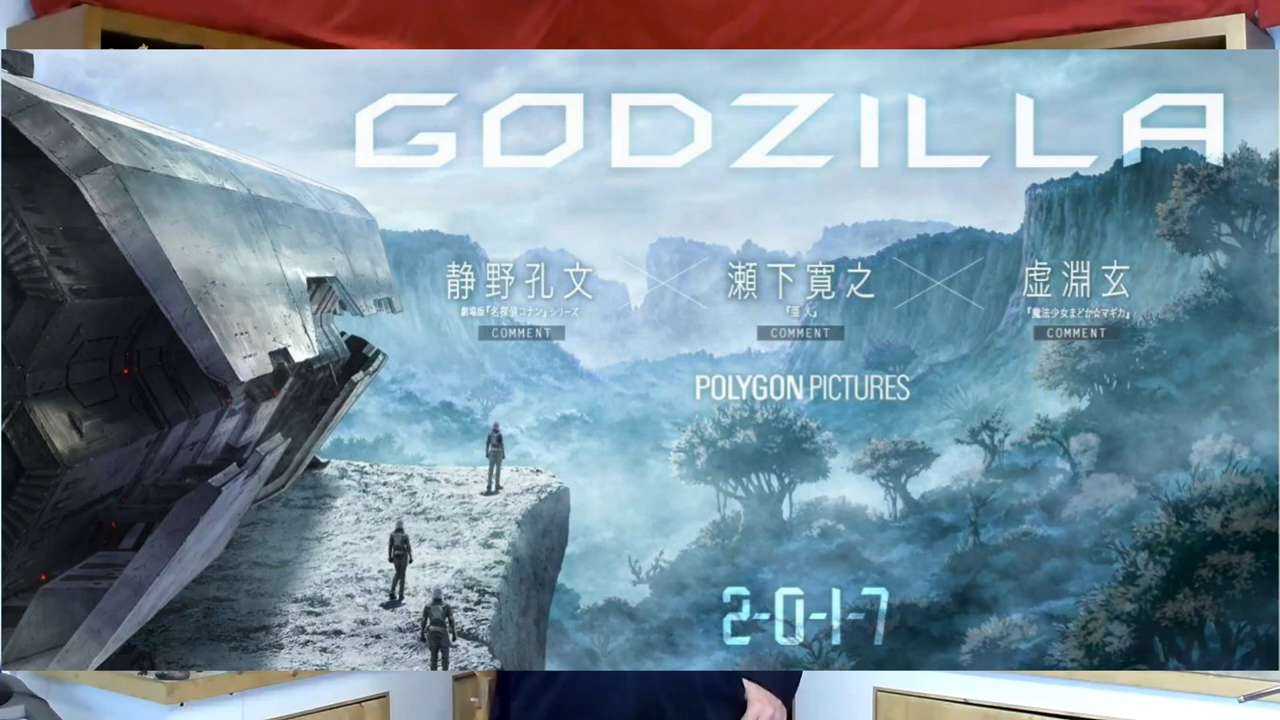 GODZILLA
静野孔文 瀬下寛之 虚淵玄
劇場版『名探偵コナン』シリーズ 『亜人』 『魔法少女まどか☆マギカ』
COMMENT COMMENT COMMENT
POLYGON PICTURES
2-0-1-7